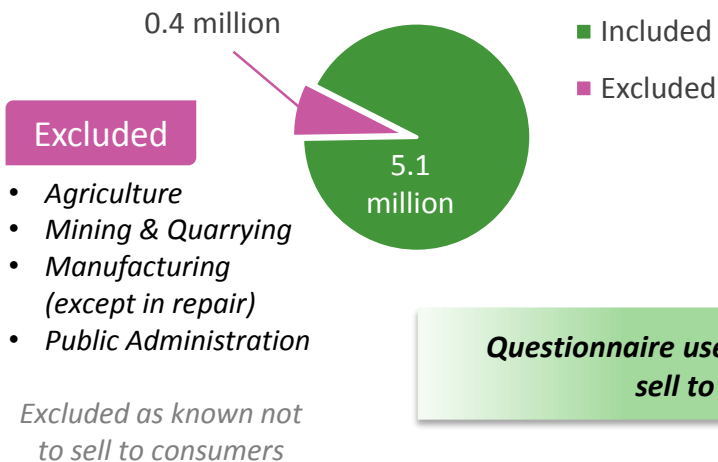 0.4 million
Included
Excluded
5.1
million
Excluded
• Agriculture
• Mining & Quarrying
• Manufacturing
(except in repair)
• Public Administration
Excluded as known not
to sell to consumers
Questionnaire use
sell to